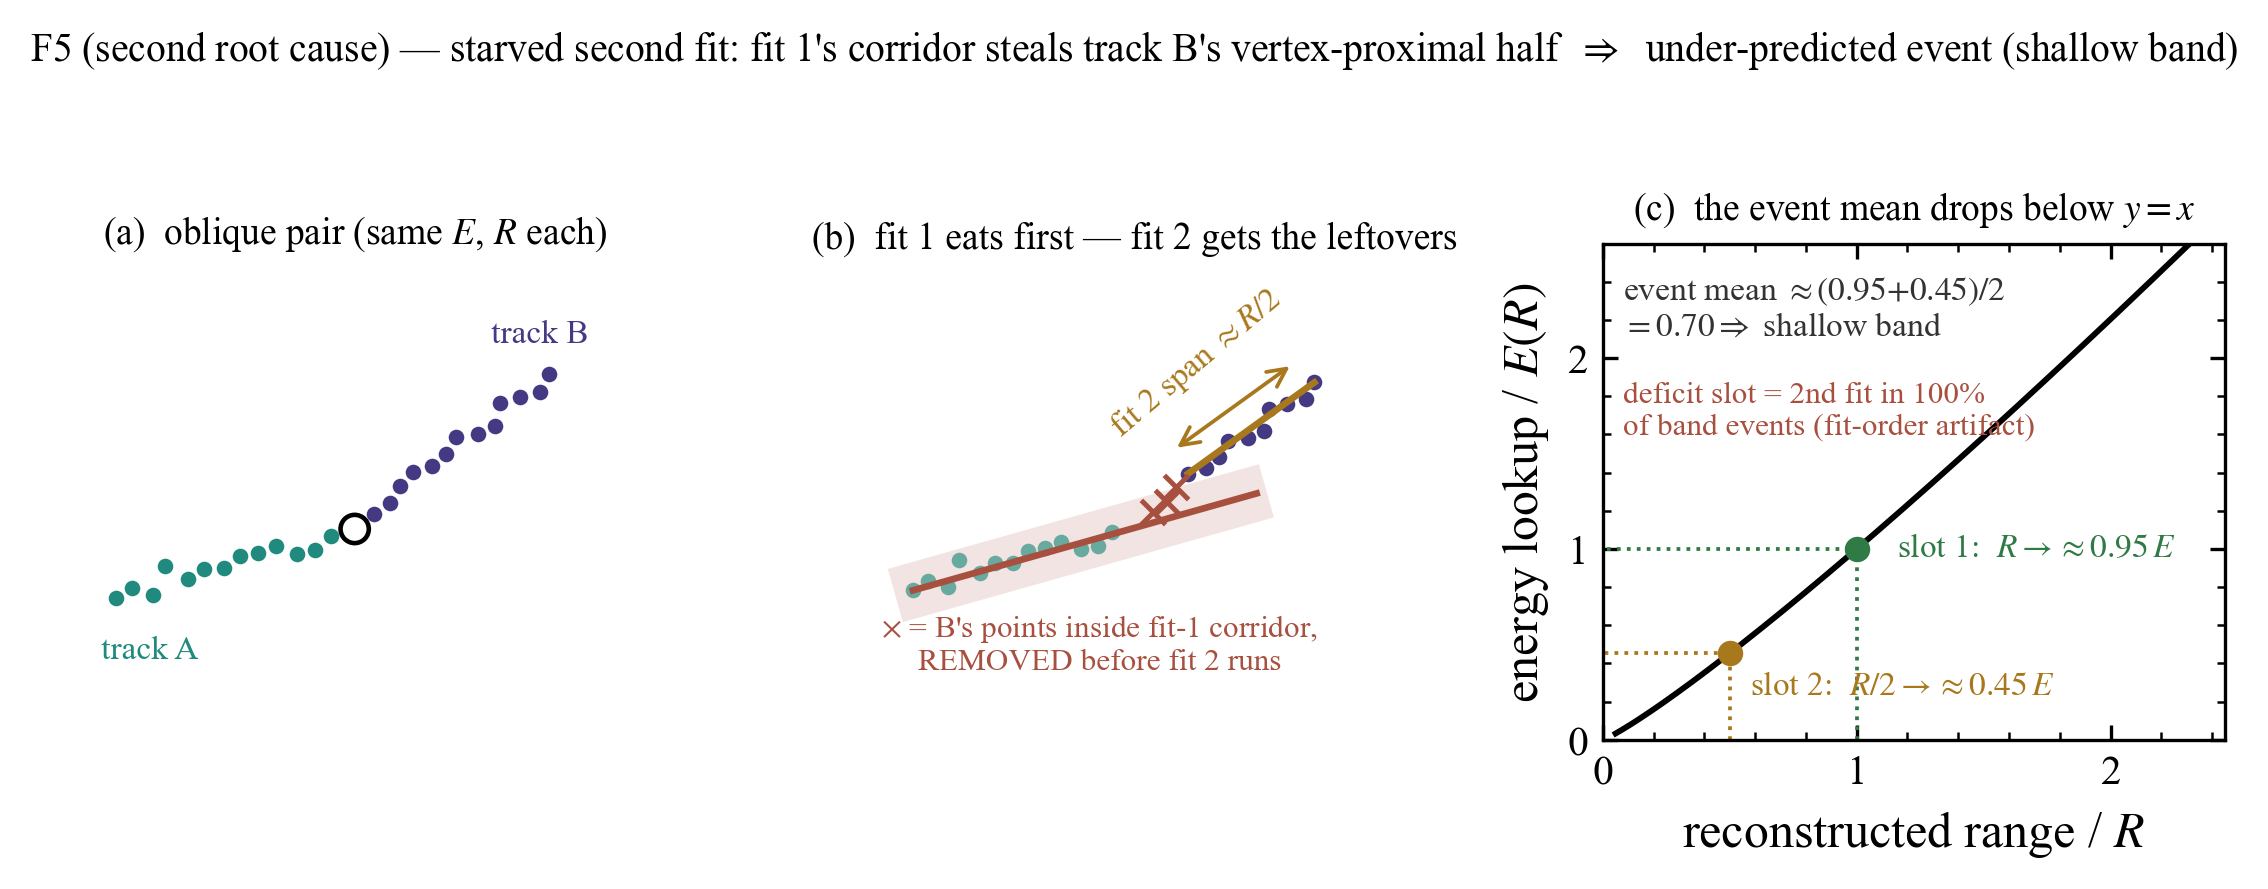 F5 (second root cause) — starved second fit: fit 1's corridor steals track B's vertex-proximal half ⇒ under-predicted event (shallow band)
(a) oblique pair (same E, R each)
track B
track A
(b) fit 1 eats first — fit 2 gets the leftovers
fit 2 span ≈R/2
× = B's points inside fit-1 corridor,
REMOVED before fit 2 runs
(c) the event mean drops below y=x
event mean ≈(0.95+0.45)/2
=0.70⇒ shallow band
deficit slot = 2nd fit in 100%
of band events (fit-order artifact)
slot 1: R→≈0.95E
slot 2: R/2→≈0.45E
energy lookup / E(R)
2
1
0
0 1 2
reconstructed range / R